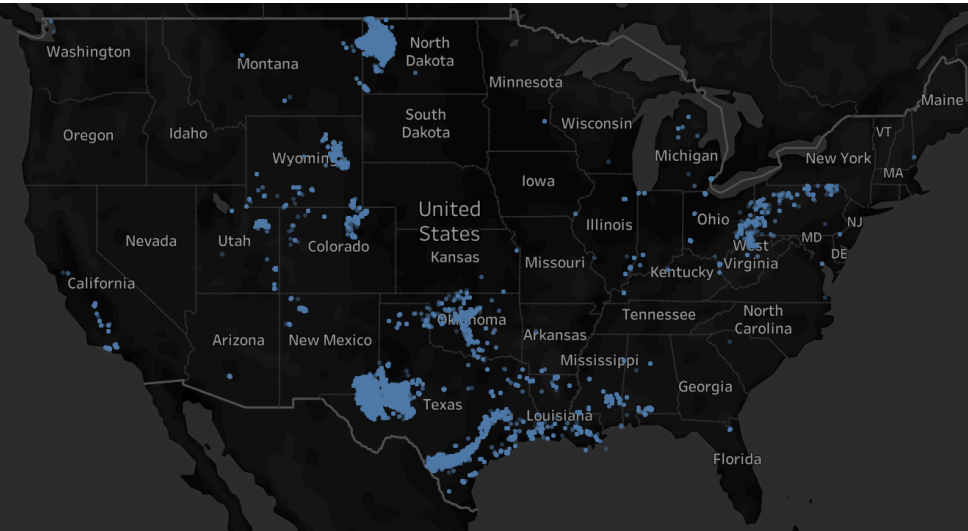 Washington
Montana
North
Dakota
Minnesota
Maine
Oregon
Idaho
South
Dakota
Wisconsin
VT
Wyoming
Michigan
New York
MA
Iowa
United
States
Nevada
Utah
Colorado
Kansas
Illinois
Ohio
West
Virginia
MD
NJ
DE
California
Missouri
Kentucky
Arizona
New Mexico
Oklahoma
Arkansas
Tennessee
North
Carolina
Mississippi
Georgia
Texas
Louisiana
Florida